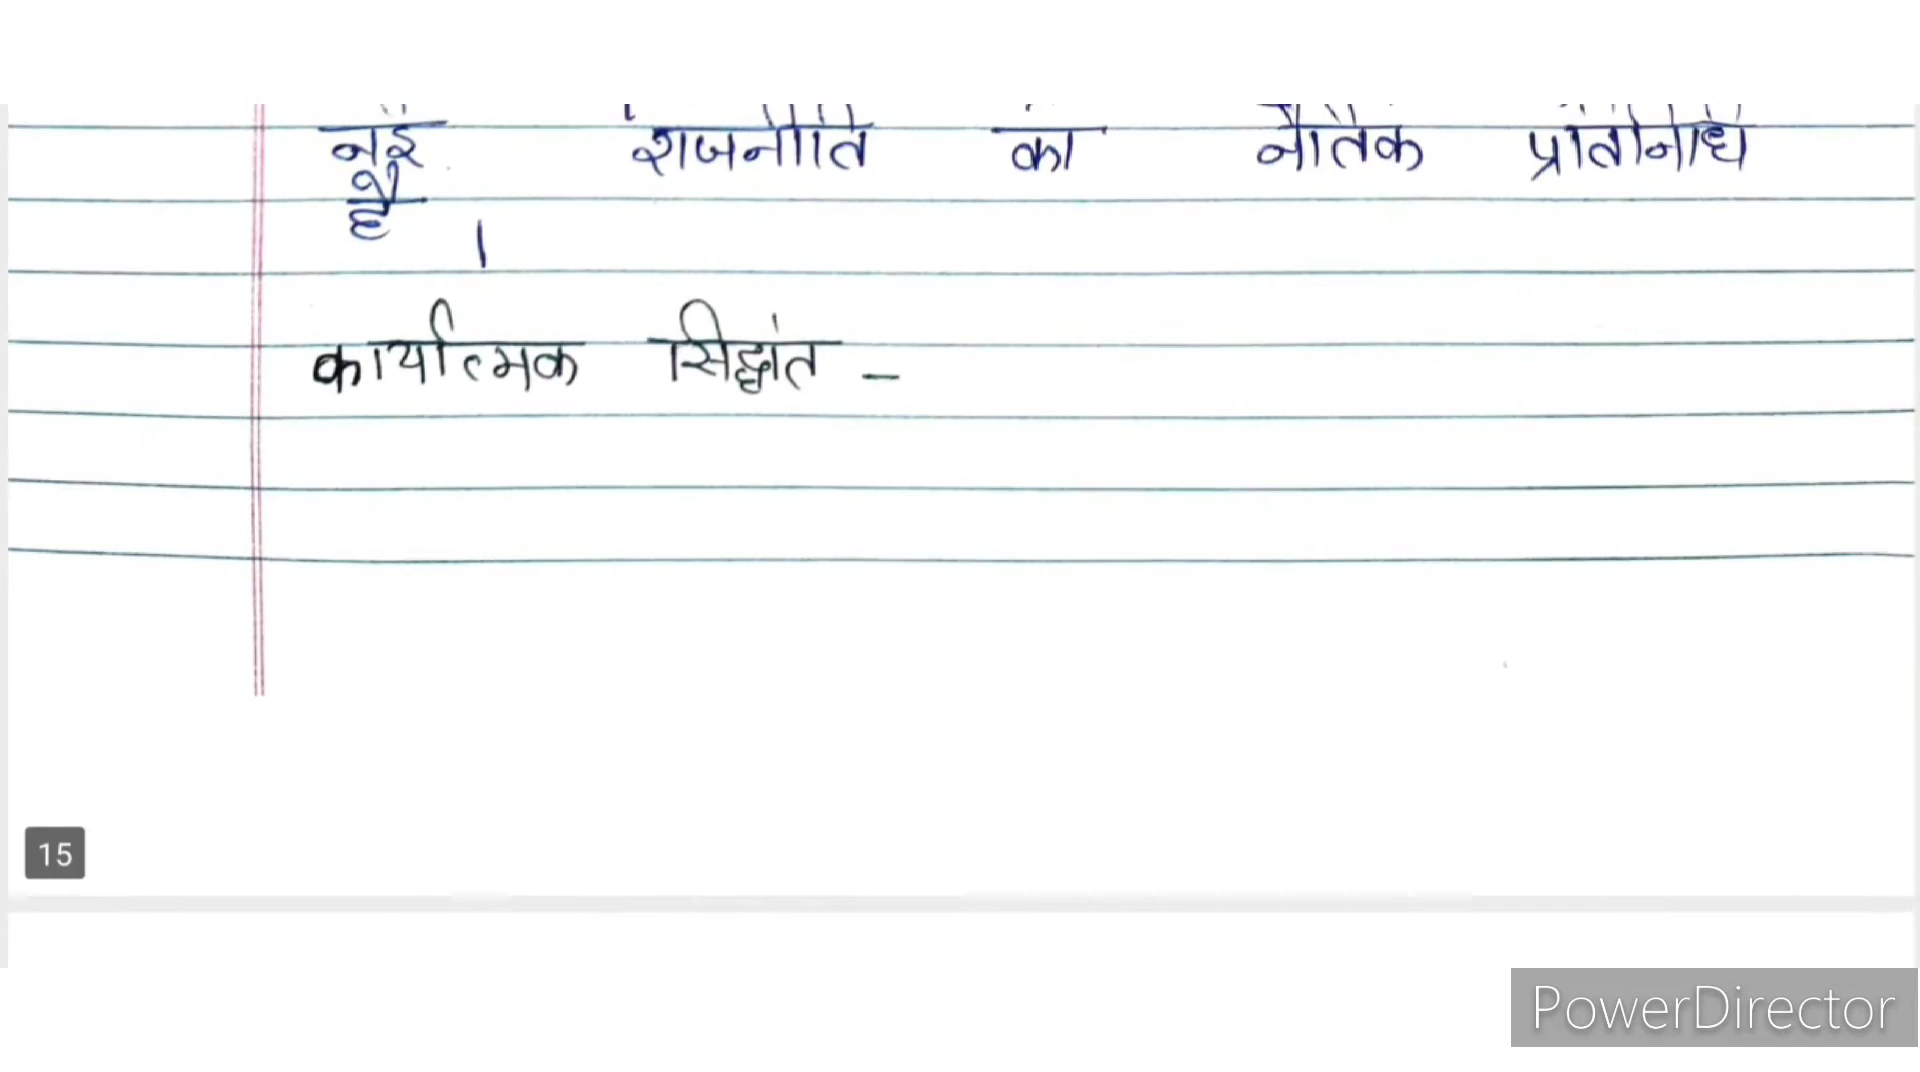 नई राजनीति का नैतिक प्रतिनिधि
है ।
कार्यात्मक सिद्धांत –
15
PowerDirector